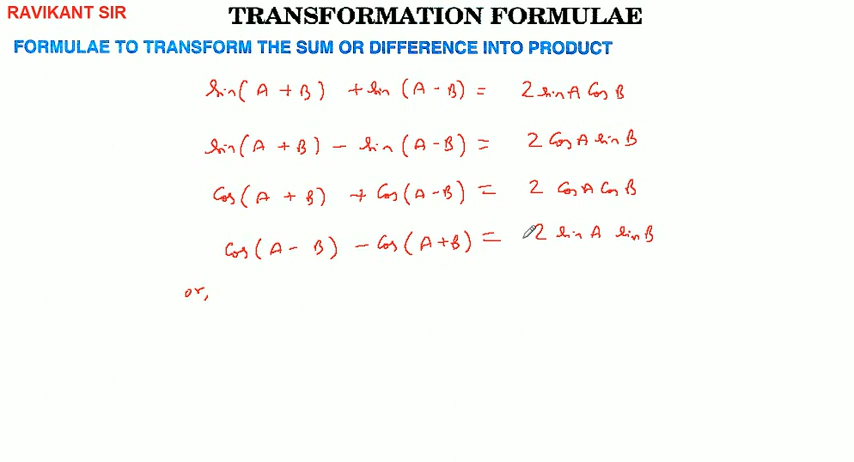 RAVIKANT SIR
TRANSFORMATION FORMULAE
FORMULAE TO TRANSFORM THE SUM OR DIFFERENCE INTO PRODUCT
sin(A + B) + sin(A - B) = 2 sin A Cos B
sin(A + B) - sin(A - B) = 2 Cos A sin B
Cos(A + B) + Cos(A - B) = 2 Cos A Cos B
Cos(A - B) - Cos(A + B) = 2 sin A sin B
or,